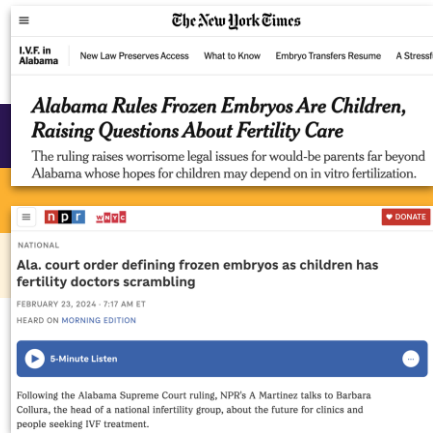 The New York Times
I.V.F. in
Alabama
New Law Preserves Access What to Know Embryo Transfers Resume A Stressf
Alabama Rules Frozen Embryos Are Children,
Raising Questions About Fertility Care
The ruling raises worrisome legal issues for would-be parents far beyond
Alabama whose hopes for children may depend on in vitro fertilization.
npr WNYC DONATE
NATIONAL
Ala. court order defining frozen embryos as children has
fertility doctors scrambling
FEBRUARY 23, 2024 · 7:17 AM ET
HEARD ON MORNING EDITION
5-Minute Listen
Following the Alabama Supreme Court ruling, NPR's A Martinez talks to Barbara
Collura, the head of a national infertility group, about the future for clinics and
people seeking IVF treatment.